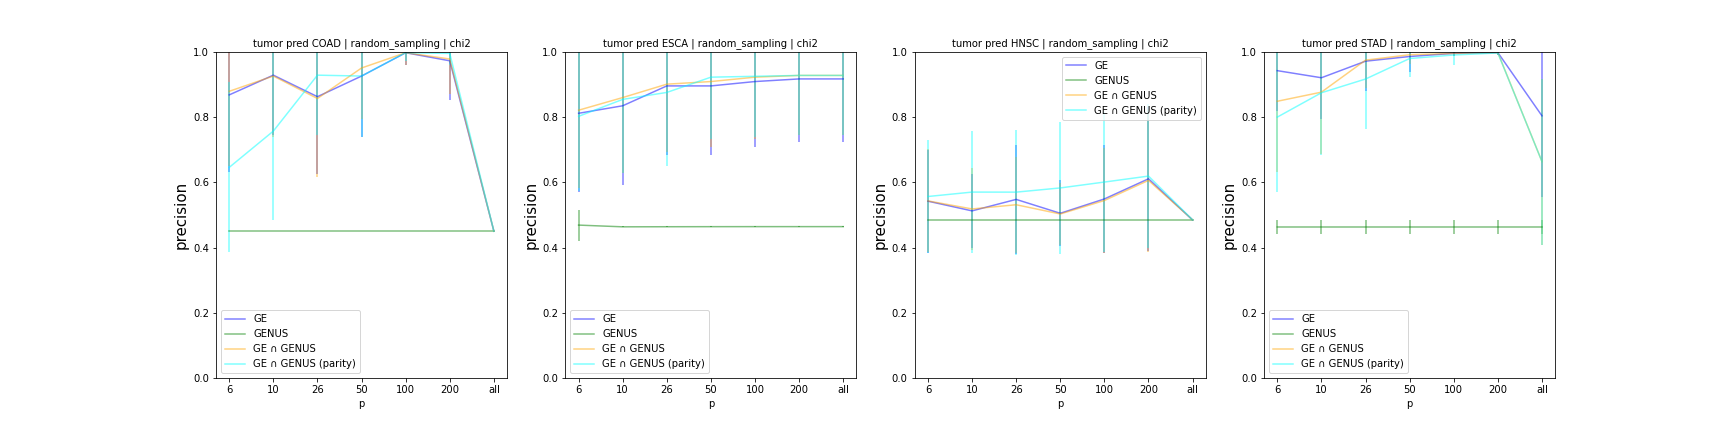 tumor pred COAD | random_sampling | chi2
precision
1.0
0.8
0.6
0.4
0.2
0.0
GE
GENUS
GE ∩ GENUS
GE ∩ GENUS (parity)
6 10 26 50 100 200 all
p
tumor pred ESCA | random_sampling | chi2
precision
1.0
0.8
0.6
0.4
0.2
0.0
GE
GENUS
GE ∩ GENUS
GE ∩ GENUS (parity)
6 10 26 50 100 200 all
p
tumor pred HNSC | random_sampling | chi2
precision
1.0
0.8
0.6
0.4
0.2
0.0
GE
GENUS
GE ∩ GENUS
GE ∩ GENUS (parity)
6 10 26 50 100 200 all
p
tumor pred STAD | random_sampling | chi2
precision
1.0
0.8
0.6
0.4
0.2
0.0
GE
GENUS
GE ∩ GENUS
GE ∩ GENUS (parity)
6 10 26 50 100 200 all
p